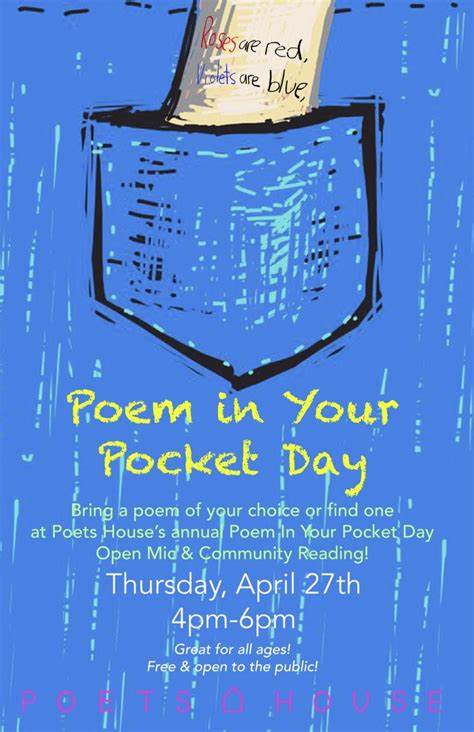 Roses are red,
Violets are blue,
Poem in Your
Pocket Day
Bring a poem of your choice or find one
at Poets House's annual Poem In Your Pocket Day
Open Mic & Community Reading!
Thursday, April 27th
4pm-6pm
Great for all ages!
Free & open to the public!
POETS HOUSE